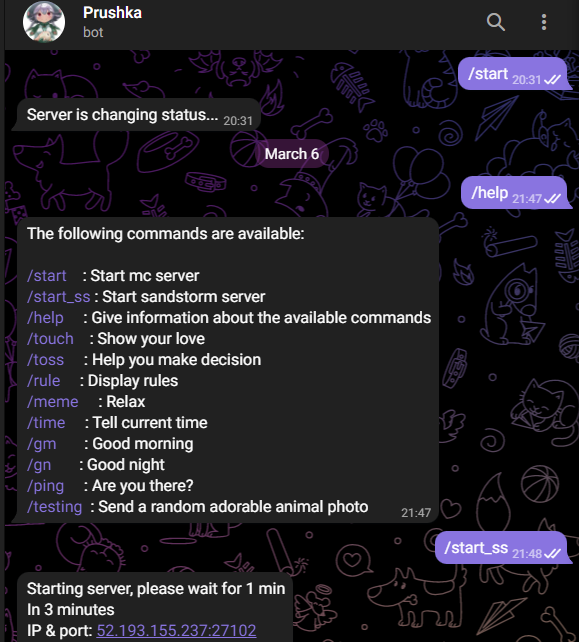 Prushka
bot
/start 20:31
Server is changing status... 20:31
March 6
/help 21:47
The following commands are available:
/start : Start mc server
/start_ss : Start sandstorm server
/help : Give information about the available commands
/touch : Show your love
/toss : Help you make decision
/rule : Display rules
/meme : Relax
/time : Tell current time
/gm : Good morning
/gn : Good night
/ping : Are you there?
/testing : Send a random adorable animal photo
21:47
/start_ss 21:48
Starting server, please wait for 1 min
In 3 minutes
IP & port: 52.193.155.237:27102